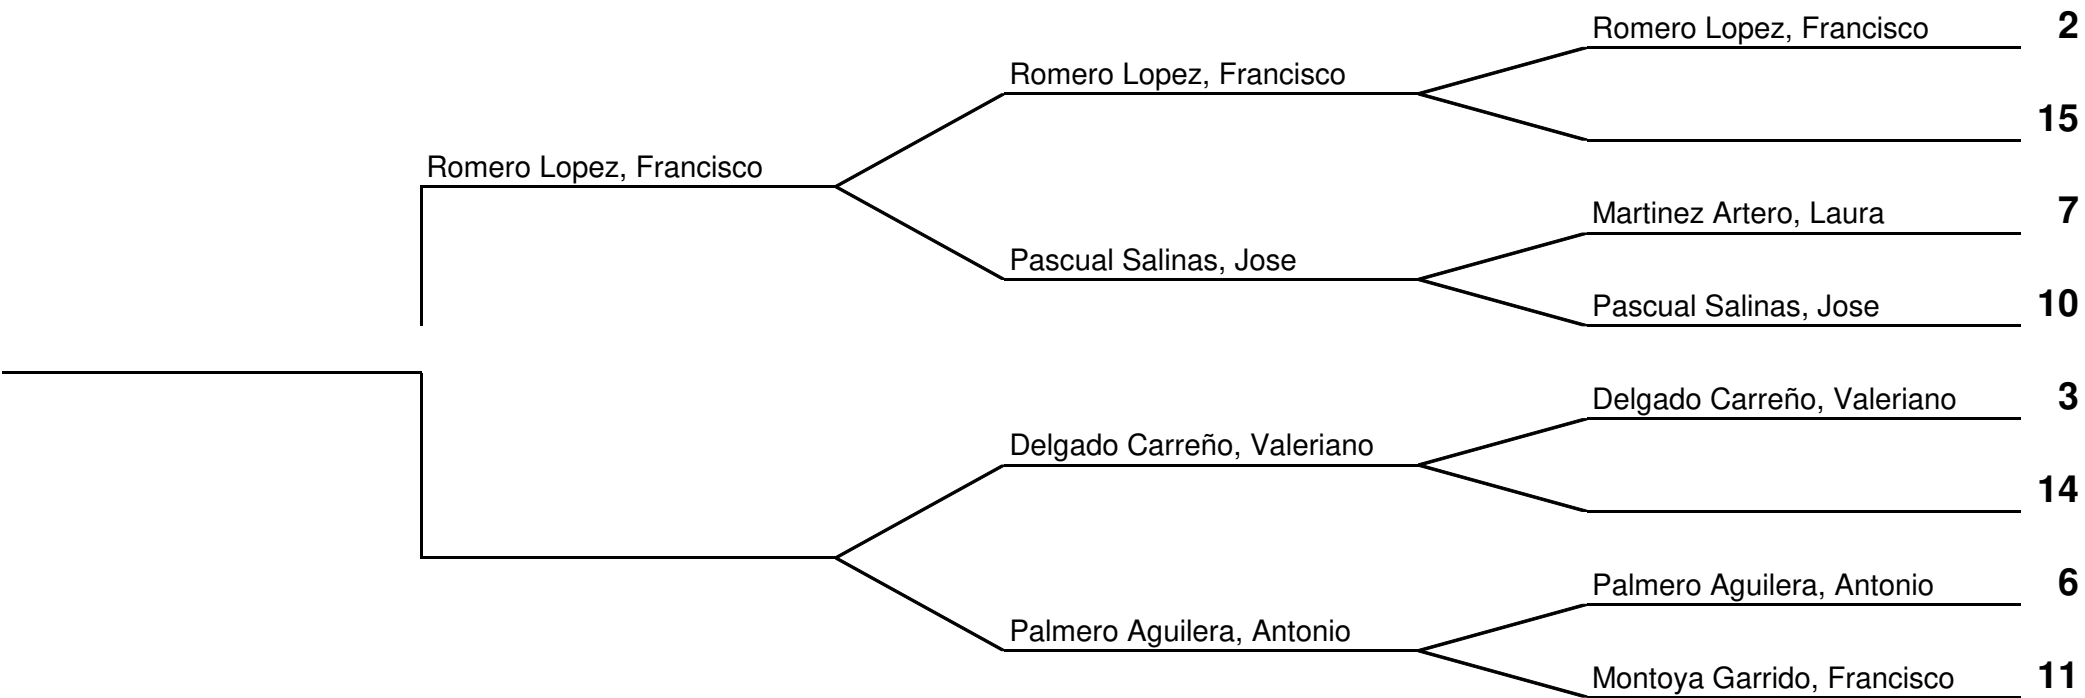 Romero Lopez, Francisco 2
Romero Lopez, Francisco
15
Romero Lopez, Francisco
Martinez Artero, Laura 7
Pascual Salinas, Jose
Pascual Salinas, Jose 10
Delgado Carreño, Valeriano 3
Delgado Carreño, Valeriano
14
Palmero Aguilera, Antonio 6
Palmero Aguilera, Antonio
Montoya Garrido, Francisco 11